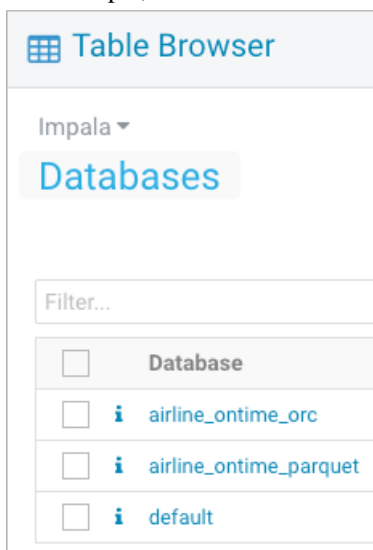 Table Browser
Impala
Databases
Filter...
Database
i airline_ontime_orc
i airline_ontime_parquet
i default